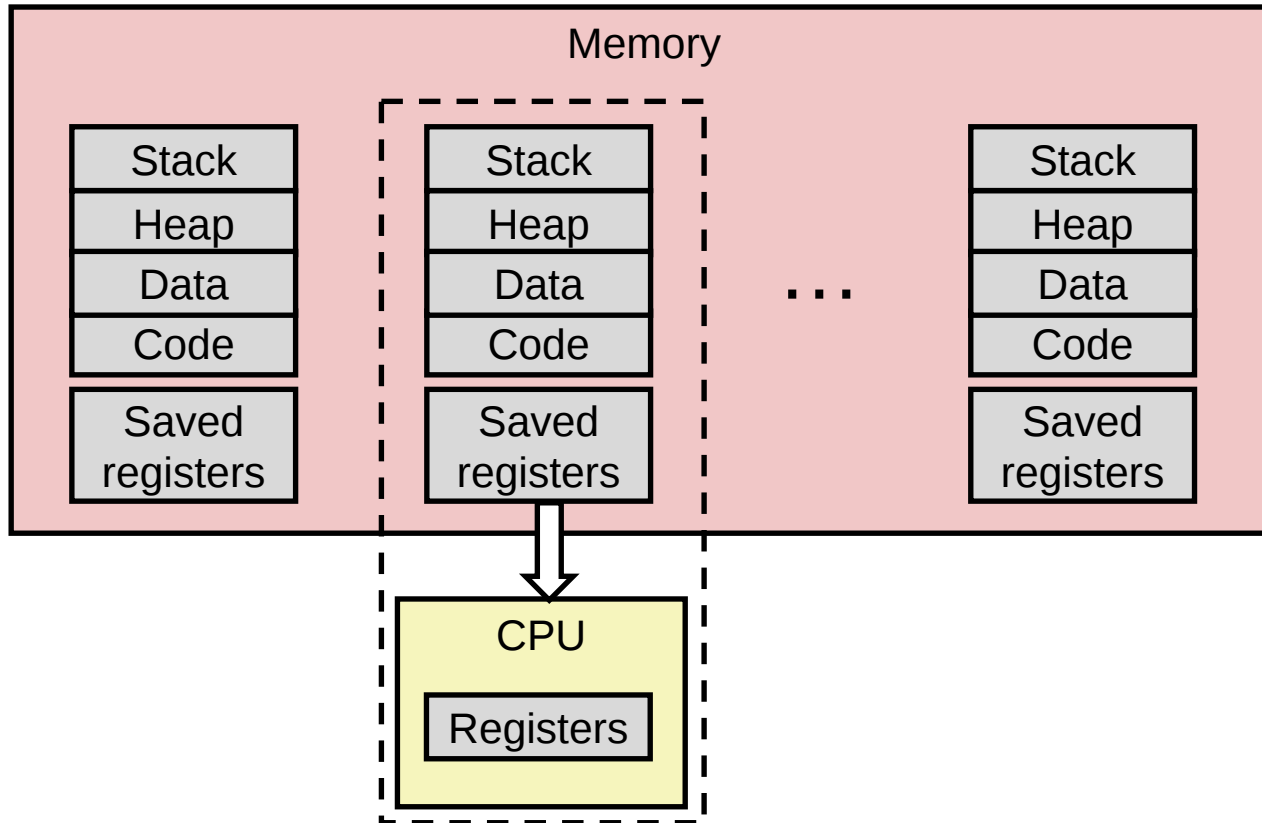 Memory
Stack
Heap
Data
Code
Saved
registers
Stack
Heap
Data
Code
Saved
registers
...
Stack
Heap
Data
Code
Saved
registers
CPU
Registers